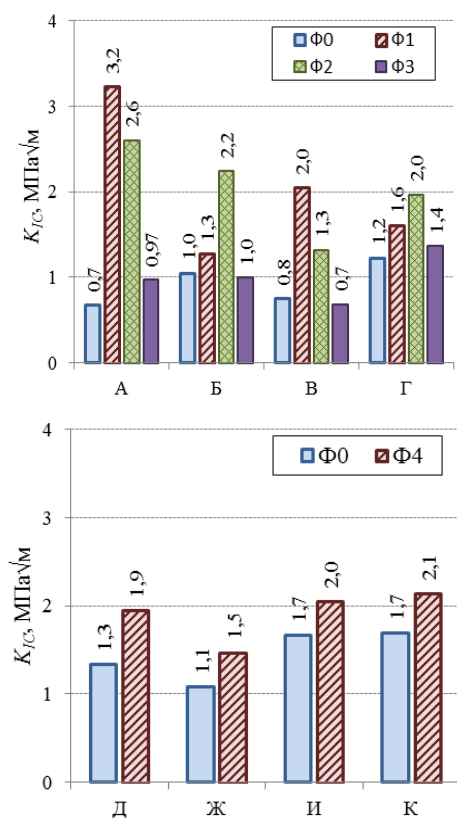 Ф0 Ф1
Ф2 Ф3
K_IC, МПа√м
4
3
2
1
0
0,7 3,2 2,6 0,97 1,0 1,3 2,2 1,0 0,8 2,0 1,3 0,7 1,2 1,6 2,0 1,4
А Б В Г
Ф0 Ф4
K_IC, МПа√м
4
3
2
1
0
1,3 1,9 1,1 1,5 1,7 2,0 1,7 2,1
Д Ж И К